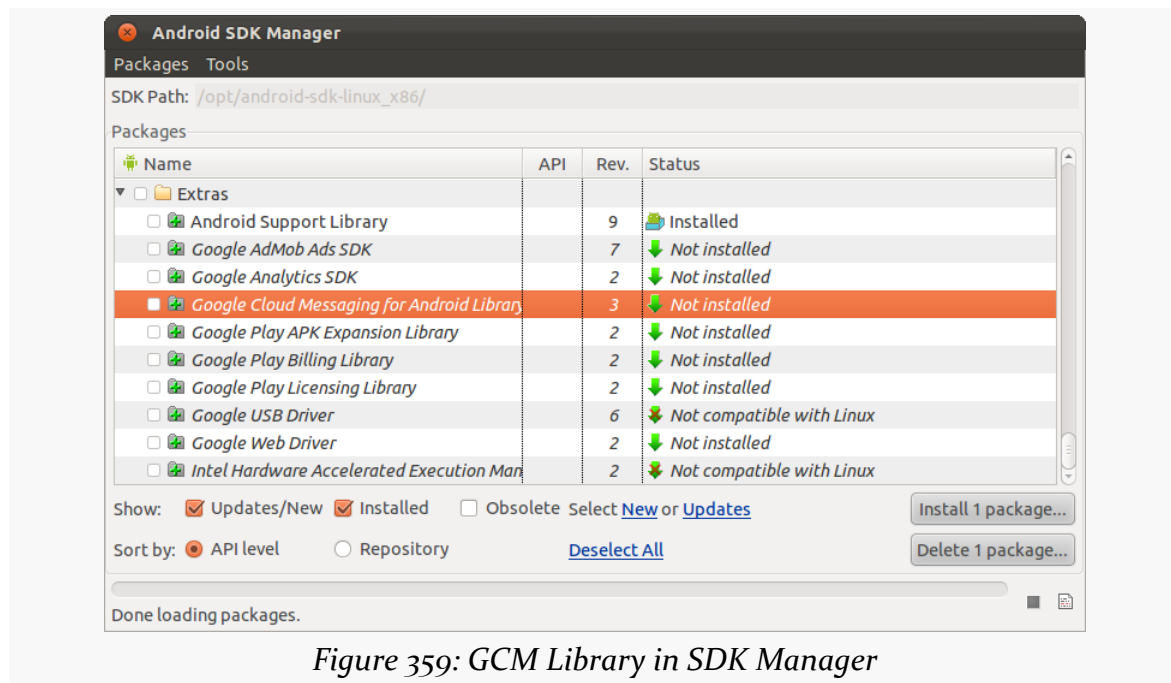 Android SDK Manager
Packages Tools
SDK Path: /opt/android-sdk-linux_x86/
Packages
Name API Rev. Status
Extras
Android Support Library 9 Installed
Google AdMob Ads SDK 7 Not installed
Google Analytics SDK 2 Not installed
Google Cloud Messaging for Android Library 3 Not installed
Google Play APK Expansion Library 2 Not installed
Google Play Billing Library 2 Not installed
Google Play Licensing Library 2 Not installed
Google USB Driver 6 Not compatible with Linux
Google Web Driver 2 Not installed
Intel Hardware Accelerated Execution Man 2 Not compatible with Linux
Show: Updates/New Installed Obsolete Select New or Updates Install 1 package...
Sort by: API level Repository Deselect All Delete 1 package...
Done loading packages.
Figure 359: GCM Library in SDK Manager